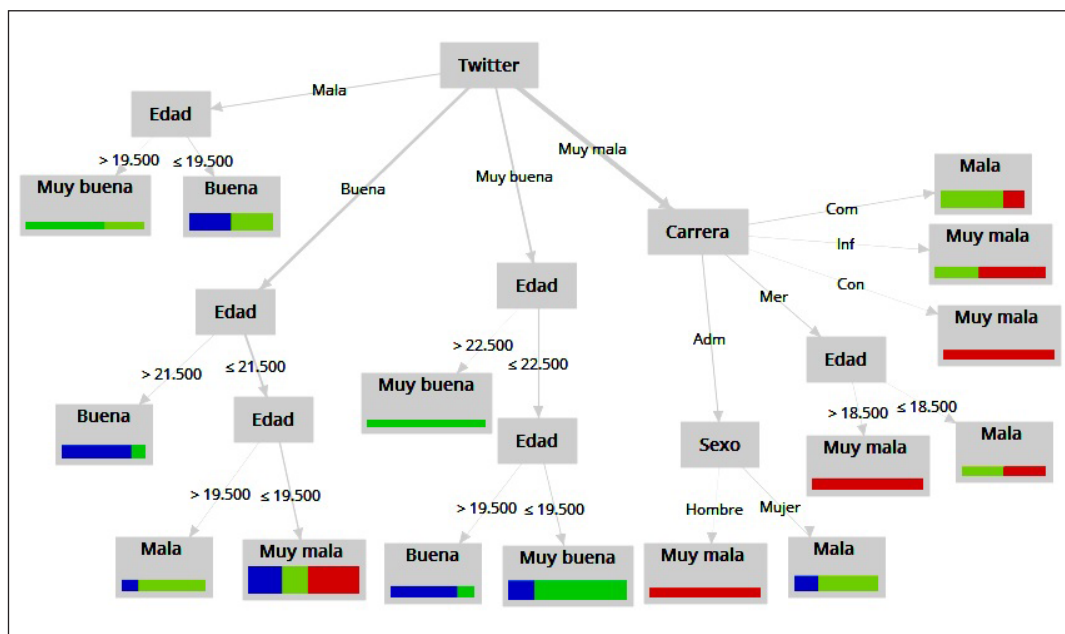 Twitter
Mala
Edad
> 19.500
≤ 19.500
Muy buena
Buena
Buena
Muy buena
Muy mala
Mala
Com
Carrera
Inf
Muy mala
Con
Muy mala
Mer
Adm
Edad
> 21.500
≤ 21.500
Buena
Edad
> 19.500
≤ 19.500
Mala
Muy mala
Edad
> 22.500
≤ 22.500
Muy buena
Edad
> 19.500
≤ 19.500
Buena
Muy buena
Sexo
Hombre
Mujer
Muy mala
Mala
Edad
> 18.500
≤ 18.500
Muy mala
Mala